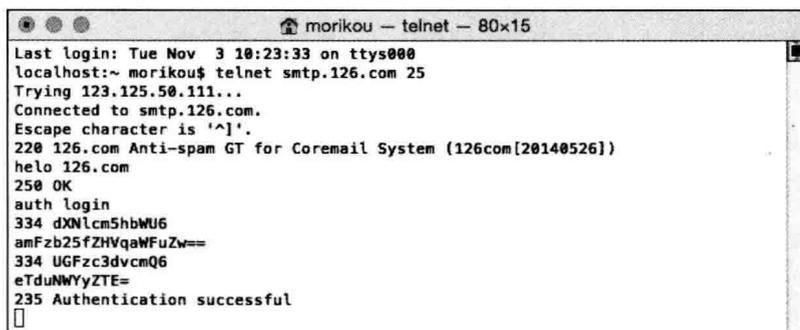 morikou — telnet — 80×15
Last login: Tue Nov  3 10:23:33 on ttys000
localhost:~ morikou$ telnet smtp.126.com 25
Trying 123.125.50.111...
Connected to smtp.126.com.
Escape character is '^]'.
220 126.com Anti-spam GT for Coremail System (126com[20140526])
helo 126.com
250 OK
auth login
334 dXNlcm5hbWU6
amFzb25fZHVqaWFuZw==
334 UGFzc3dvcmQ6
eTduNWYyZTE=
235 Authentication successful